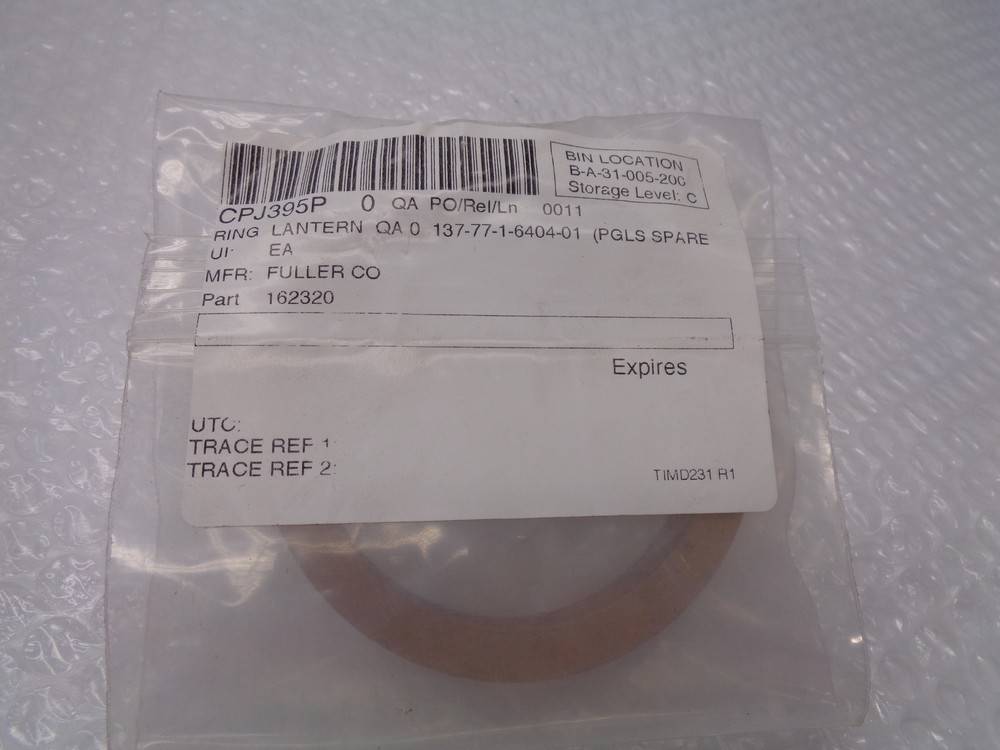 BIN LOCATION
B-A-31-005-20C
Storage Level: C
CPJ395P 0 QA PO/Rel/Ln 0011
RING LANTERN QA 0 137-77-1-6404-01 (PGLS SPARE
UI: EA
MFR: FULLER CO
Part 162320
Expires
UTC:
TRACE REF 1:
TRACE REF 2:
TIMD231 R1